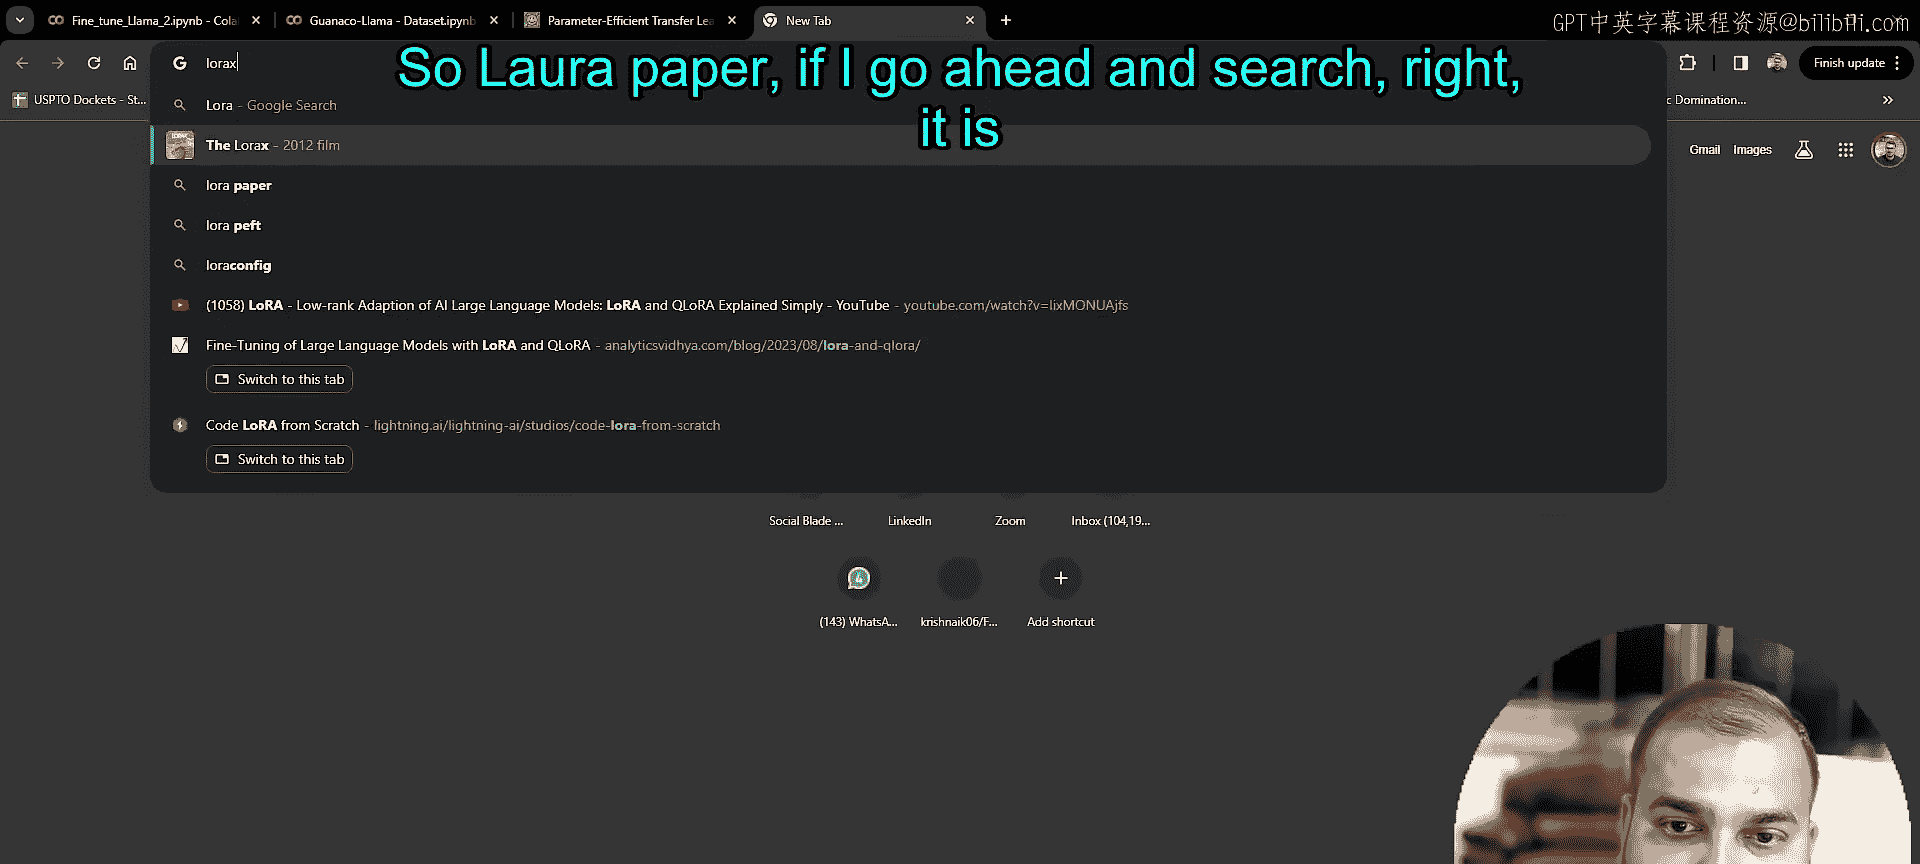 Fine_tune_Llama_2.ipynb - Cola
Guanaco-Llama - Dataset.ipynb
Parameter-Efficient Transfer Lea
New Tab
GPT中英字幕课程资源@bilibili.com
lorax
Finish update
So Laura paper, if I go ahead and search, right,
it is
USPTO Dockets - St...
c Domination...
Lora - Google Search
The Lorax - 2012 film
Gmail
Images
lora paper
lora peft
loraconfig
(1058) LoRA - Low-rank Adaption of AI Large Language Models: LoRA and QLoRA Explained Simply - YouTube - youtube.com/watch?v=lixMONUAjfs
Fine-Tuning of Large Language Models with LoRA and QLoRA - analyticsvidhya.com/blog/2023/08/lora-and-qlora/
Switch to this tab
Code LoRA from Scratch - lightning.ai/lightning-ai/studios/code-lora-from-scratch
Switch to this tab
Social Blade ...
LinkedIn
Zoom
Inbox (104,19...
(143) WhatsA...
krishnaik06/F...
Add shortcut